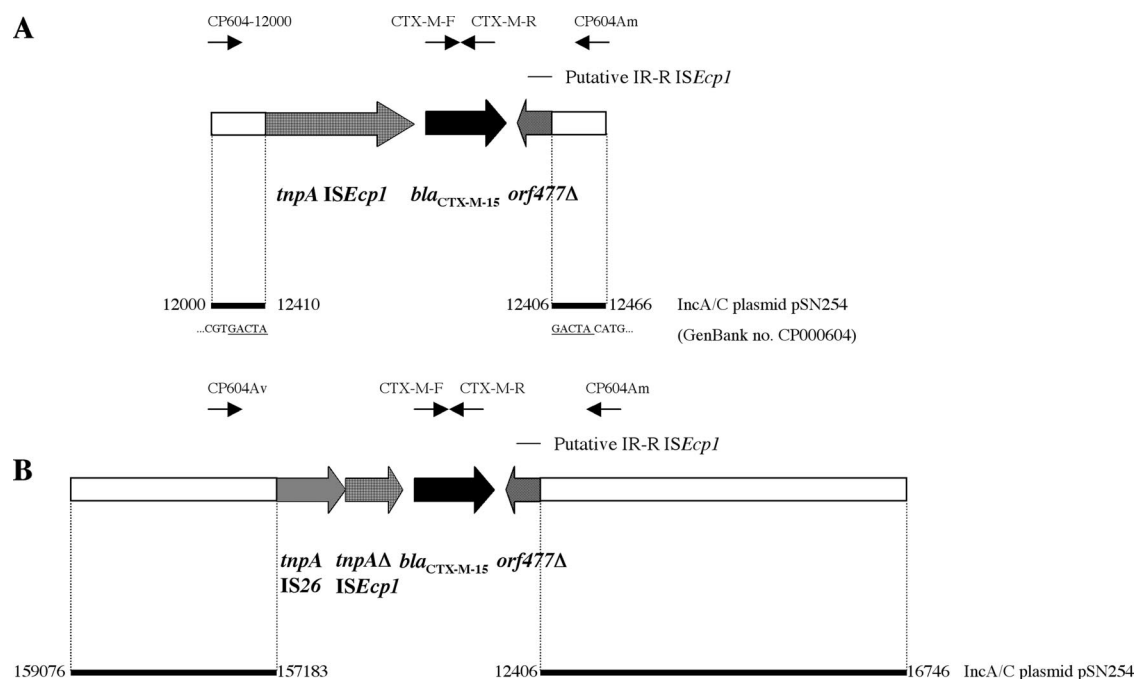 A
CP604-12000 CTX-M-F CTX-M-R CP604Am
Putative IR-R ISEcp1
tnpA ISEcp1 blaCTX-M-15 orf477Δ
12000 12410 12406 12466 IncA/C plasmid pSN254
...CGTGACTA GACTA CATG... (GenBank no. CP000604)
CP604Av CTX-M-F CTX-M-R CP604Am
Putative IR-R ISEcp1
B
tnpA tnpAΔ blaCTX-M-15 orf477Δ
IS26 ISEcp1
159076 157183 12406 16746 IncA/C plasmid pSN254